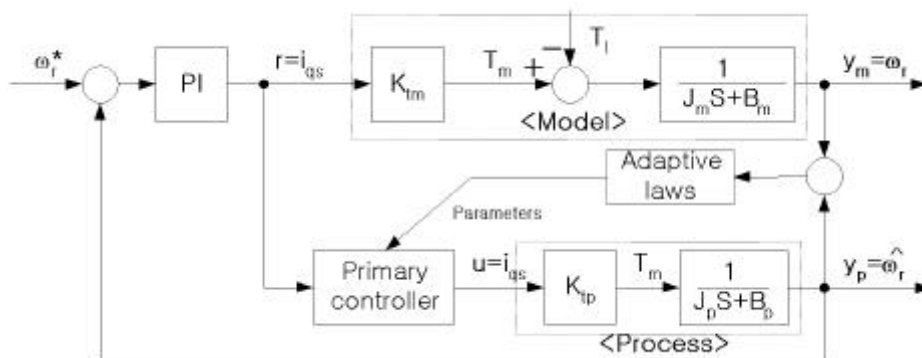 ω_r^*
PI
r=i_qs
K_tm
T_m
+
−
T_l
1
J_mS+B_m
<Model>
y_m=ω_r
Adaptive
laws
Parameters
Primary
controller
u=i_qs
K_tp
T_m
1
J_pS+B_p
<Process>
y_p=ω̂_r